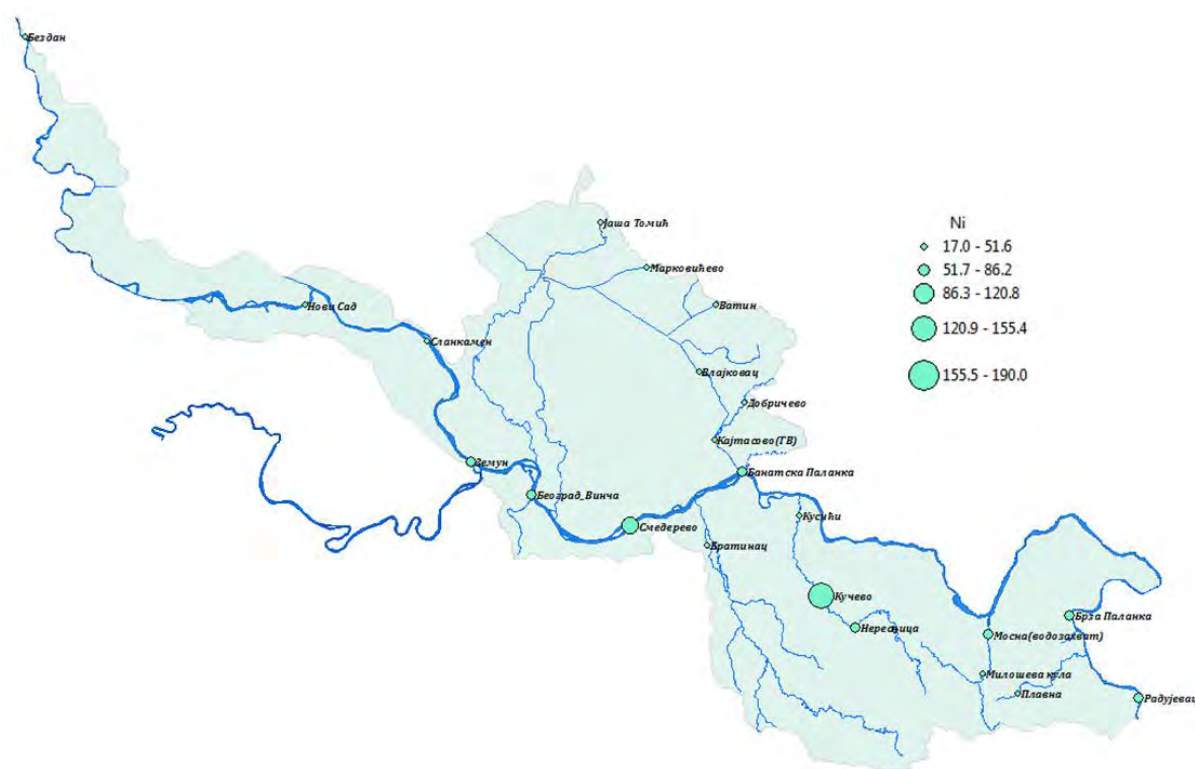 Бездан
Јаша Томић
Марковићево
Ватин
Нови Сад
Сланкамен
Влајковац
Добричево
Кајтасово(ГВ)
Земун
Банатска Паланка
Београд_Винча
Кусићи
Смедерево
Братинац
Кучево
Нересница
Брза Паланка
Мосна(водозахват)
Милошева кула
Плавна
Радујевац
Ni
17.0 - 51.6
51.7 - 86.2
86.3 - 120.8
120.9 - 155.4
155.5 - 190.0